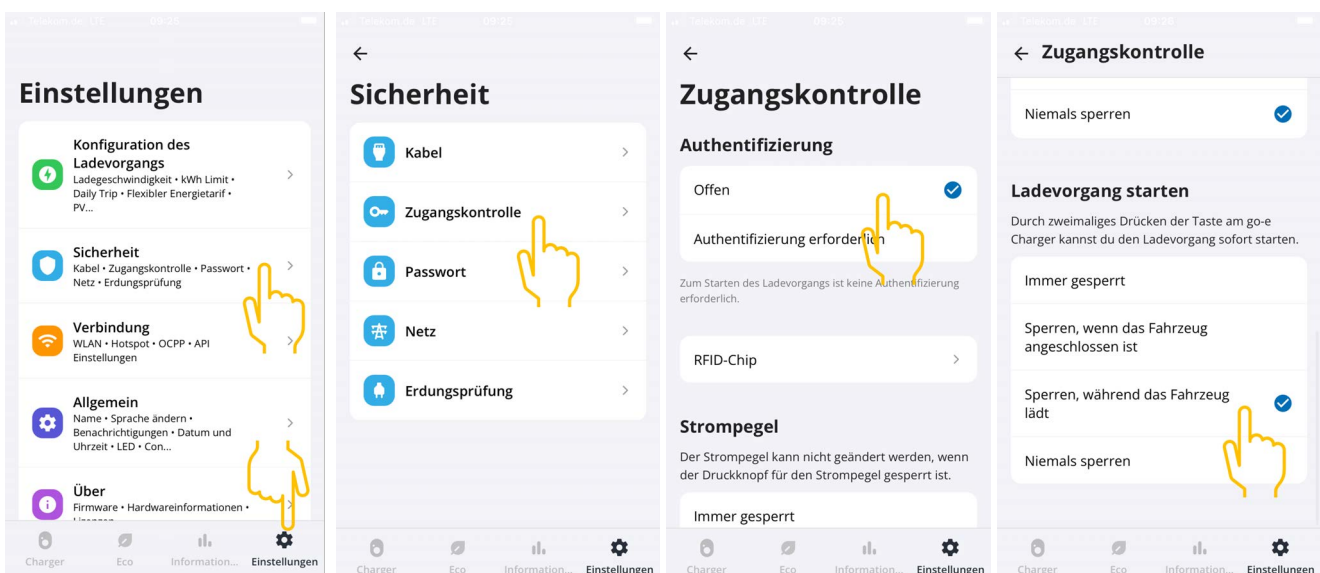 Telekom.de LTE 09:25
Einstellungen
Konfiguration des
Ladevorgangs
Ladegeschwindigkeit • kWh Limit •
Daily Trip • Flexibler Energietarif •
PV...
Sicherheit
Kabel • Zugangskontrolle • Passwort •
Netz • Erdungsprüfung
Verbindung
WLAN • Hotspot • OCPP • API
Einstellungen
Allgemein
Name • Sprache ändern •
Benachrichtigungen • Datum und
Uhrzeit • LED • Con...
Über
Firmware • Hardwareinformationen •
Charger Eco Information... Einstellungen
Telekom.de LTE 09:25
Sicherheit
Kabel
Zugangskontrolle
Passwort
Netz
Erdungsprüfung
Charger Eco Information... Einstellungen
Telekom.de LTE 09:25
Zugangskontrolle
Authentifizierung
Offen
Authentifizierung erforderlich
Zum Starten des Ladevorgangs ist keine Authentifizierung
erforderlich.
RFID-Chip
Strompegel
Der Strompegel kann nicht geändert werden, wenn
der Druckknopf für den Strompegel gesperrt ist.
Immer gesperrt
Charger Eco Information... Einstellungen
Telekom.de LTE 09:26
Zugangskontrolle
Niemals sperren
Ladevorgang starten
Durch zweimaliges Drücken der Taste am go-e
Charger kannst du den Ladevorgang sofort starten.
Immer gesperrt
Sperren, wenn das Fahrzeug
angeschlossen ist
Sperren, während das Fahrzeug
lädt
Niemals sperren
Charger Eco Information... Einstellungen